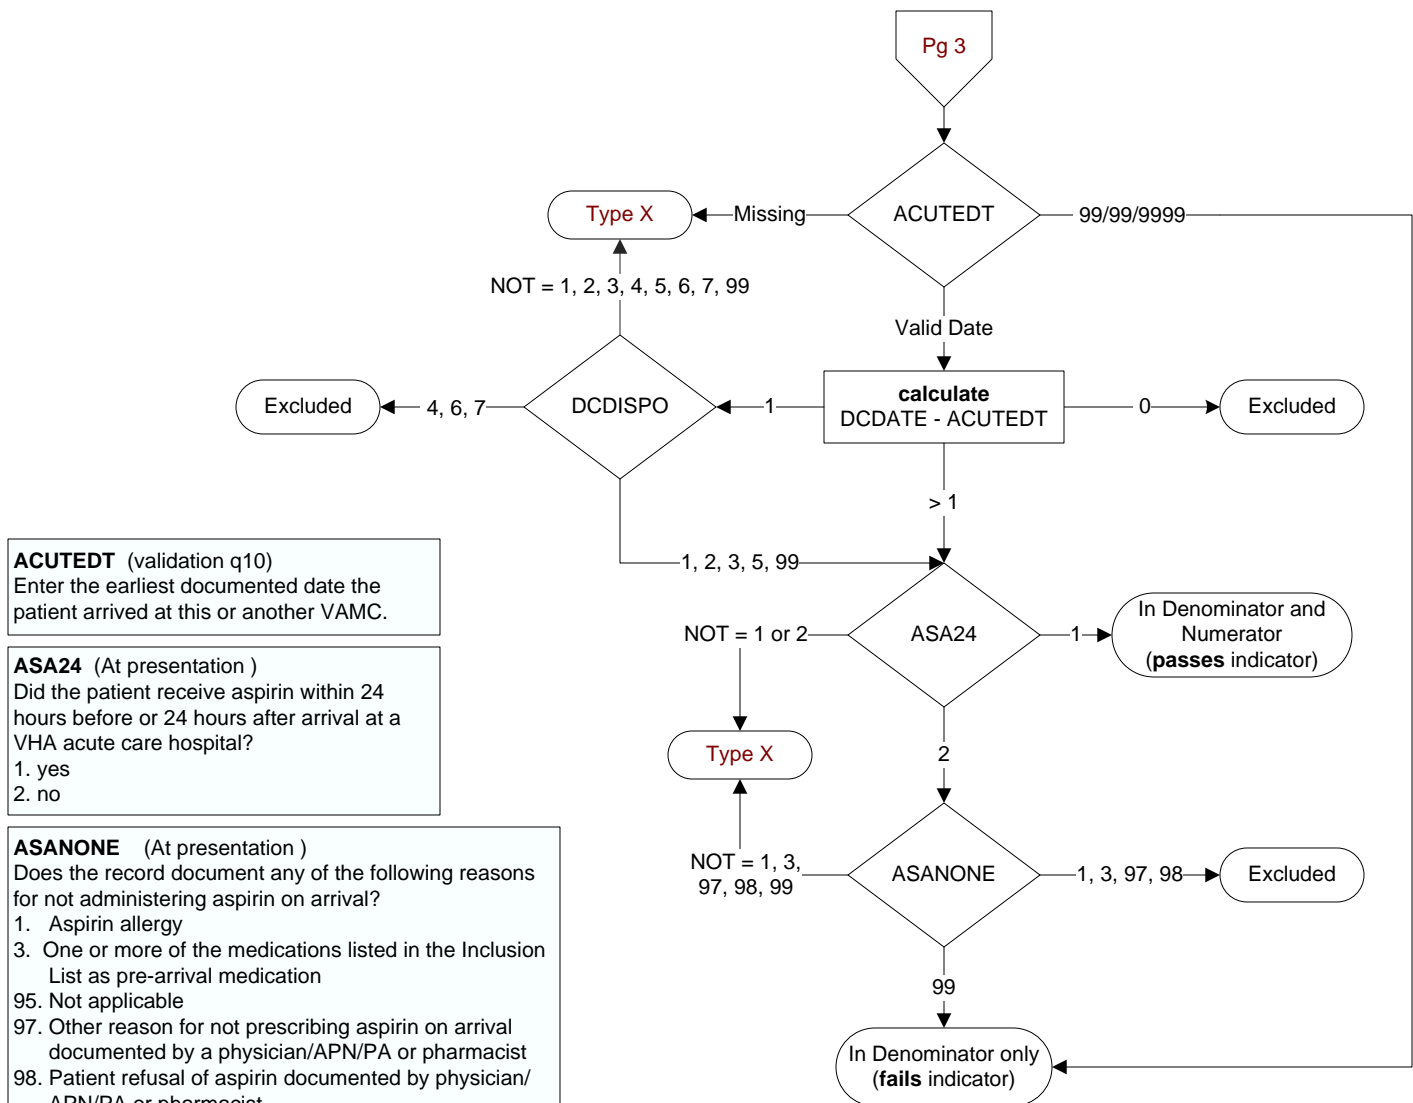 Pg 3
ACUTEDT
Missing
99/99/9999
Type X
NOT = 1, 2, 3, 4, 5, 6, 7, 99
Valid Date
calculate
DCDATE - ACUTEDT
1
0
Excluded
DCDISPO
4, 6, 7
Excluded
> 1
1, 2, 3, 5, 99
ACUTEDT (validation q10)
Enter the earliest documented date the
patient arrived at this or another VAMC.
ASA24 (At presentation )
Did the patient receive aspirin within 24
hours before or 24 hours after arrival at a
VHA acute care hospital?
1. yes
2. no
ASANONE (At presentation )
Does the record document any of the following reasons
for not administering aspirin on arrival?
1. Aspirin allergy
3. One or more of the medications listed in the Inclusion
List as pre-arrival medication
95. Not applicable
97. Other reason for not prescribing aspirin on arrival
documented by a physician/APN/PA or pharmacist
98. Patient refusal of aspirin documented by physician/
APN/PA or pharmacist
NOT = 1 or 2
ASA24
1
In Denominator and
Numerator
(passes indicator)
Type X
2
NOT = 1, 3,
97, 98, 99
ASANONE
1, 3, 97, 98
Excluded
99
In Denominator only
(fails indicator)